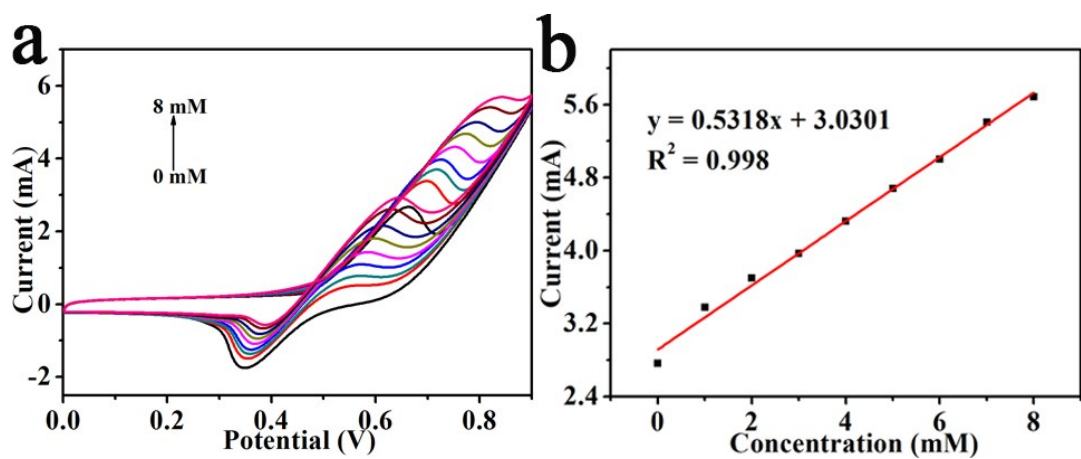 a
Current (mA)
6
4
2
0
-2
8 mM
0 mM
0.0
0.2
0.4
0.6
0.8
Potential (V)
b
Current (mA)
5.6
4.8
4.0
3.2
2.4
y = 0.5318x + 3.0301
R² = 0.998
0
2
4
6
8
Concentration (mM)